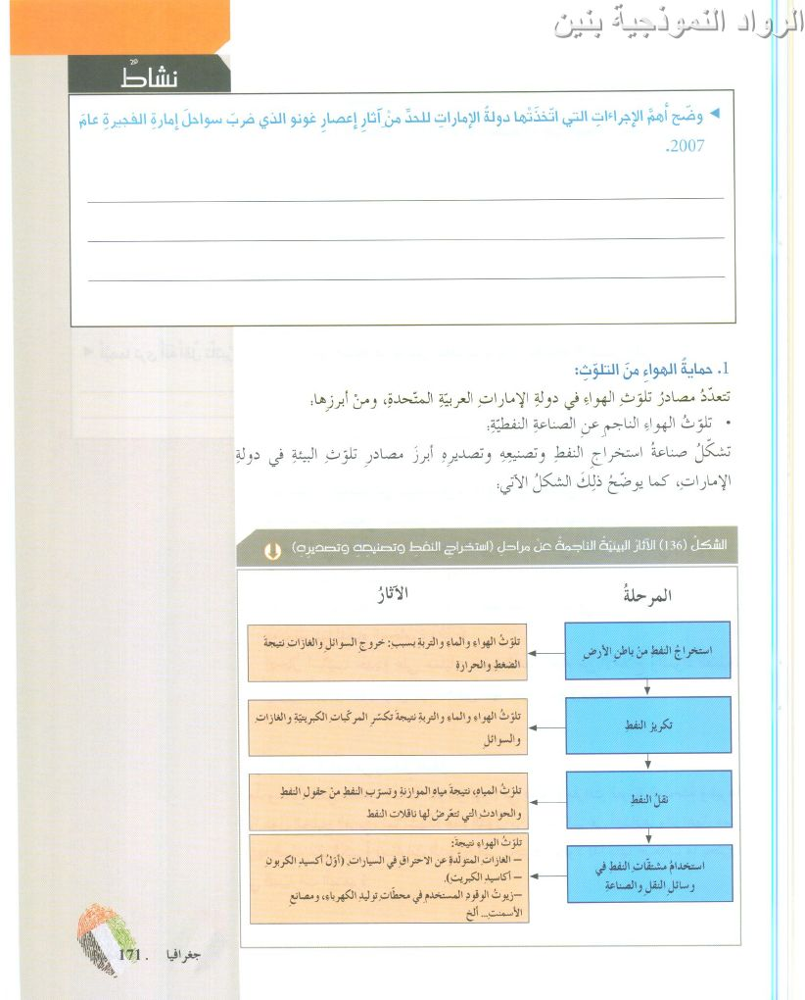 الرواد النموذجية بنين
نشاطٌ
وضّح أهمَّ الإجراءاتِ التي اتّخذَتْها دولةُ الإماراتِ للحدِّ منْ آثارِ إعصارِ غونو الذي ضربَ سواحلَ إمارةِ الفجيرةِ عامَ
2007.
1. حمايةُ الهواءِ منَ التلوّثِ:
تتعدّدُ مصادرُ تلوّثِ الهواءِ في دولةِ الإماراتِ العربيّةِ المتّحدةِ، ومنْ أبرزِها:
• تلوّثُ الهواءِ الناجمِ عنِ الصناعةِ النفطيّةِ:
تشكّلُ صناعةُ استخراجِ النفطِ وتصنيعِهِ وتصديرِهِ أبرزَ مصادرِ تلوّثِ البيئةِ في دولةِ
الإماراتِ، كما يوضّحُ ذلكَ الشكلُ الآتي:
الشكلُ (136) الآثارُ البيئيّةُ الناجمةُ عنْ مراحلِ (استخراجِ النفطِ وتصنيعِهِ وتصديرِهِ)
المرحلةُ
الآثارُ
استخراجُ النفطِ منْ باطنِ الأرضِ
تلوّثُ الهواءِ والماءِ والتربةِ بسببِ: خروجِ السوائلِ والغازات نتيجةَ
الضغطِ والحرارةِ
تكريرُ النفطِ
تلوّثُ الهواءِ والماءِ والتربةِ نتيجةَ تكسّرِ المركّباتِ الكبريتيّةِ والغازات
والسوائلِ
نقلُ النفطِ
تلوّثُ المياهِ، نتيجةَ مياهِ الموازنةِ وتسرّبِ النفطِ منْ حقولِ النفطِ
والحوادثِ التي تتعّرضُ لها ناقلات النفط
استخدامُ مشتقّاتِ النفطِ في
وسائلِ النقلِ والصناعةِ
تلوّثُ الهواءِ نتيجةَ:
– الغازات المتولّدةِ عن الاحتراقِ في السيارات. (أوّلُ أكسيدِ الكربونِ
– أكاسيدِ الكبريت).
–زيوتُ الوقودِ المستخدمِ في محطّات توليدِ الكهرباءِ، ومصانعِ
الأسمنتِ... ألخ
جغرافيا . 171